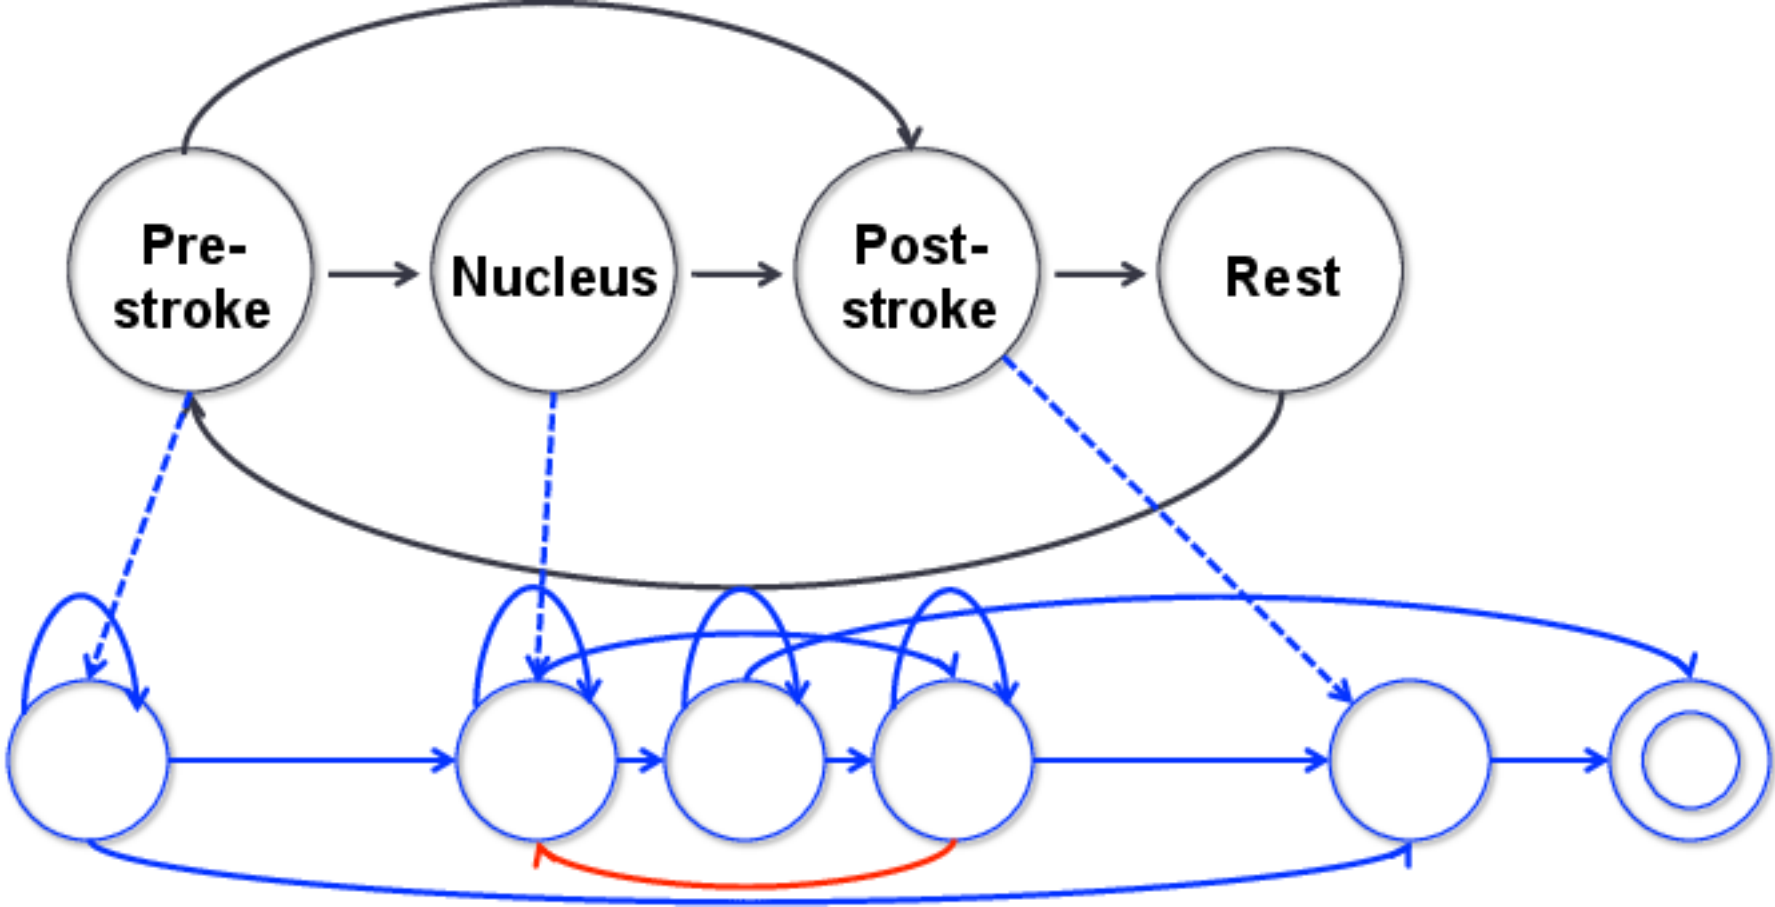 Pre-
stroke
Nucleus
Post-
stroke
Rest